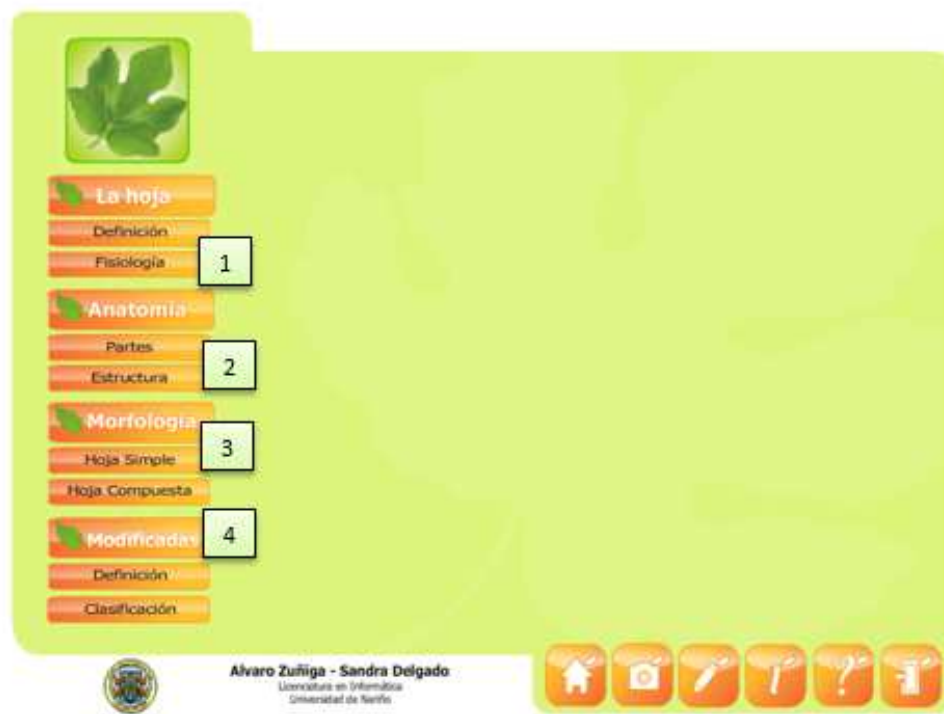 La hoja
Definición
Fisiología
1
Anatomía
Partes
Estructura
2
Morfología
Hoja Simple
3
Hoja Compuesta
Modificadas
4
Definición
Clasificación
Alvaro Zuñiga - Sandra Delgado
Licenciatura en Informática
Universidad de Nariño